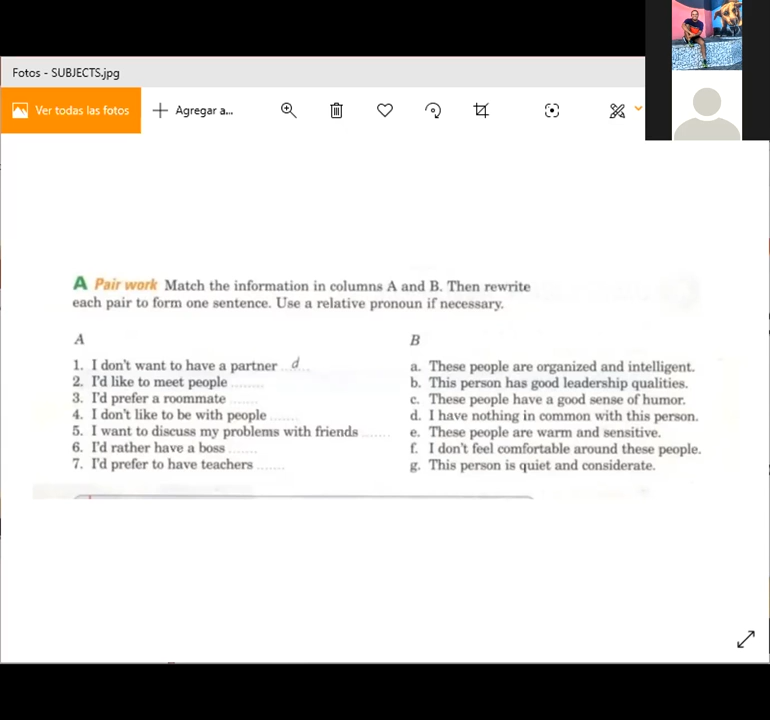 Fotos - SUBJECTS.jpg
Ver todas las fotos
Agregar a...
A Pair work Match the information in columns A and B. Then rewrite
each pair to form one sentence. Use a relative pronoun if necessary.
A
1. I don't want to have a partner ...d...
2. I'd like to meet people ........
3. I'd prefer a roommate ........
4. I don't like to be with people ........
5. I want to discuss my problems with friends ........
6. I'd rather have a boss ........
7. I'd prefer to have teachers ........
B
a. These people are organized and intelligent.
b. This person has good leadership qualities.
c. These people have a good sense of humor.
d. I have nothing in common with this person.
e. These people are warm and sensitive.
f. I don't feel comfortable around these people.
g. This person is quiet and considerate.